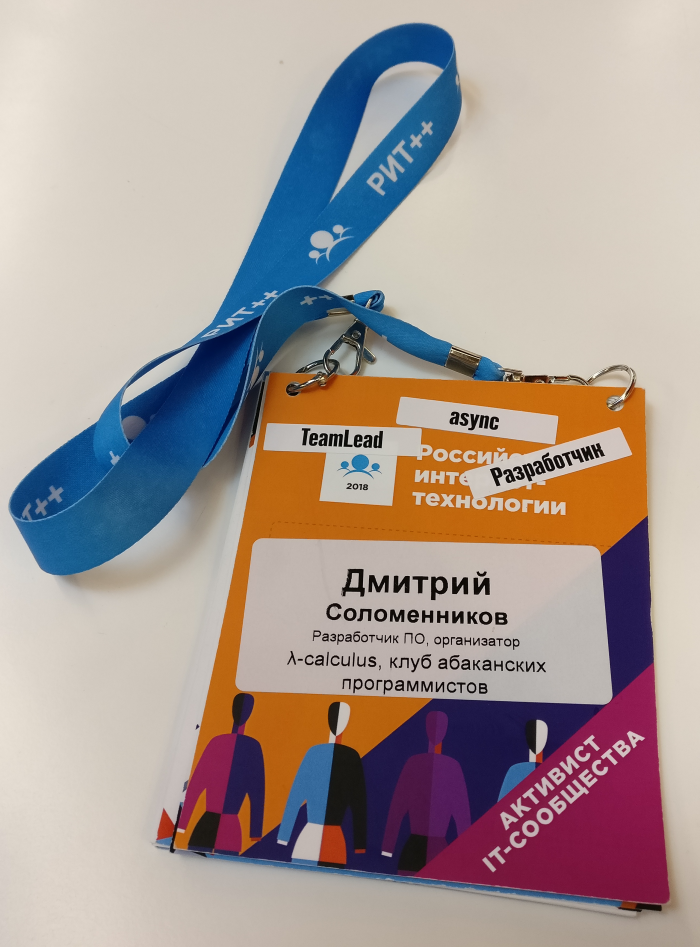 РИТ++
РИТ++
++
ИТ++
async
TeamLead
Разработчик
2018
технологии
Дмитрий
Соломенников
Разработчик ПО, организатор
λ-calculus, клуб абаканских
программистов
АКТИВИСТ
IT-СООБЩЕСТВА